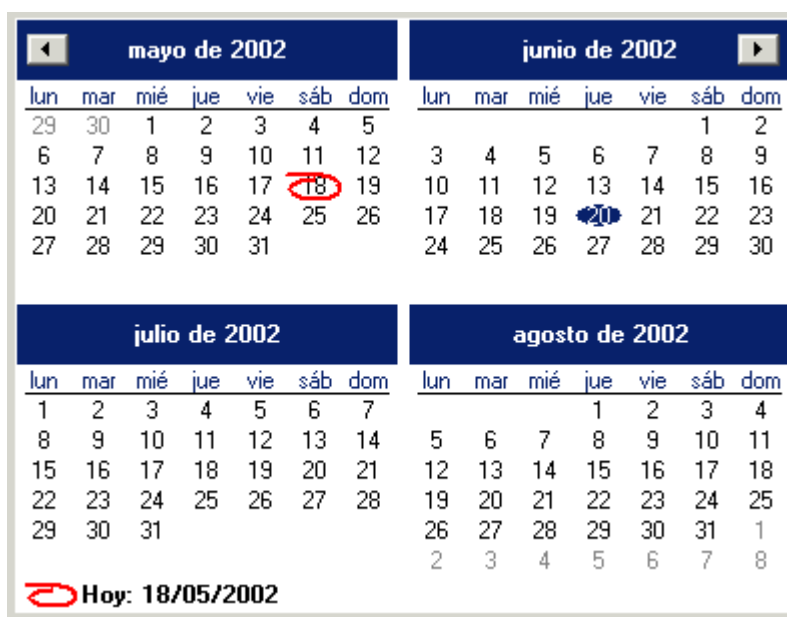 mayo de 2002
lun mar mié jue vie sáb dom
29 30 1 2 3 4 5
6 7 8 9 10 11 12
13 14 15 16 17 18 19
20 21 22 23 24 25 26
27 28 29 30 31
junio de 2002
lun mar mié jue vie sáb dom
1 2
3 4 5 6 7 8 9
10 11 12 13 14 15 16
17 18 19 20 21 22 23
24 25 26 27 28 29 30
julio de 2002
lun mar mié jue vie sáb dom
1 2 3 4 5 6 7
8 9 10 11 12 13 14
15 16 17 18 19 20 21
22 23 24 25 26 27 28
29 30 31
agosto de 2002
lun mar mié jue vie sáb dom
1 2 3 4
5 6 7 8 9 10 11
12 13 14 15 16 17 18
19 20 21 22 23 24 25
26 27 28 29 30 31 1
2 3 4 5 6 7 8
Hoy: 18/05/2002